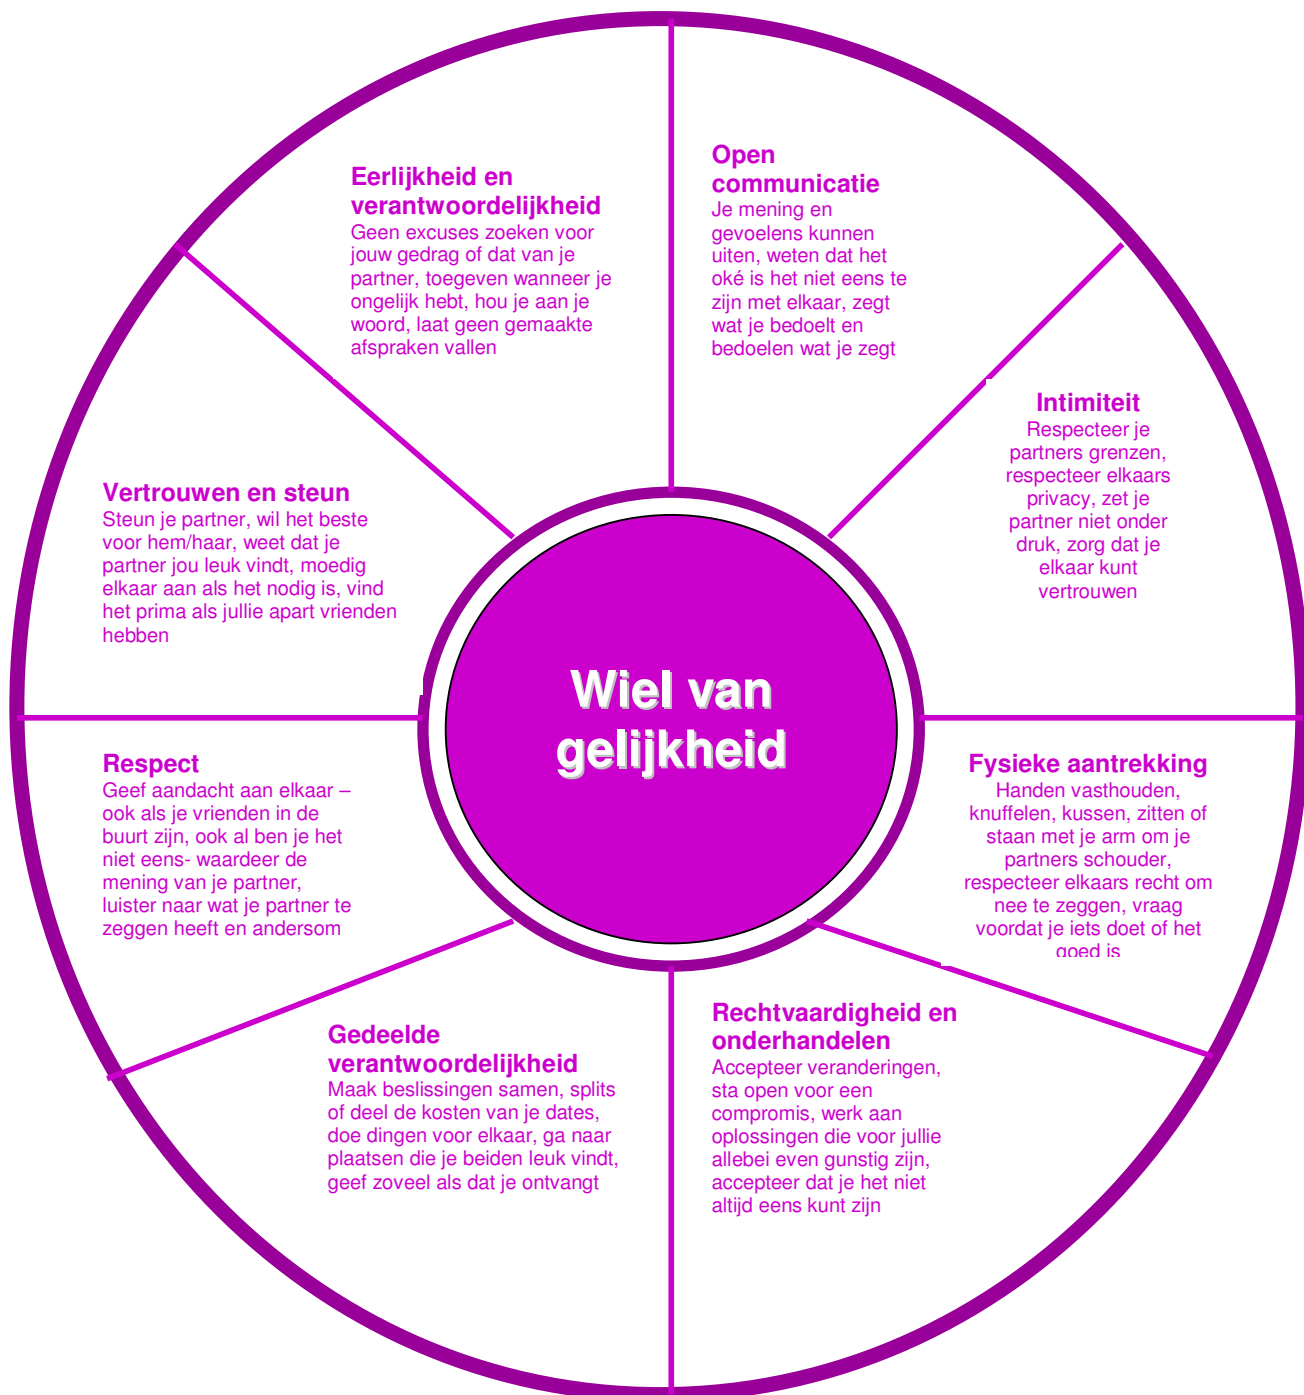 Eerlijkheid en
verantwoordelijkheid
Geen excuses zoeken voor
jouw gedrag of dat van je
partner, toegeven wanneer je
ongelijk hebt, hou je aan je
woord, laat geen gemaakte
afspraken vallen
Open
communicatie
Je mening en
gevoelens kunnen
uiten, weten dat het
oké is het niet eens te
zijn met elkaar, zegt
wat je bedoelt en
bedoelen wat je zegt
Intimiteit
Respecteer je
partners grenzen,
respecteer elkaars
privacy, zet je
partner niet onder
druk, zorg dat je
elkaar kunt
vertrouwen
Vertrouwen en steun
Steun je partner, wil het beste
voor hem/haar, weet dat je
partner jou leuk vindt, moedig
elkaar aan als het nodig is, vind
het prima als jullie apart vrienden
hebben
Wiel van
gelijkheid
Respect
Geef aandacht aan elkaar –
ook als je vrienden in de
buurt zijn, ook al ben je het
niet eens- waardeer de
mening van je partner,
luister naar wat je partner te
zeggen heeft en andersom
Fysieke aantrekking
Handen vasthouden,
knuffelen, kussen, zitten of
staan met je arm om je
partners schouder,
respecteer elkaars recht om
nee te zeggen, vraag
voordat je iets doet of het
goed is
Gedeelde
verantwoordelijkheid
Maak beslissingen samen, splits
of deel de kosten van je dates,
doe dingen voor elkaar, ga naar
plaatsen die je beiden leuk vindt,
geef zoveel als dat je ontvangt
Rechtvaardigheid en
onderhandelen
Accepteer veranderingen,
sta open voor een
compromis, werk aan
oplossingen die voor jullie
allebei even gunstig zijn,
accepteer dat je het niet
altijd eens kunt zijn